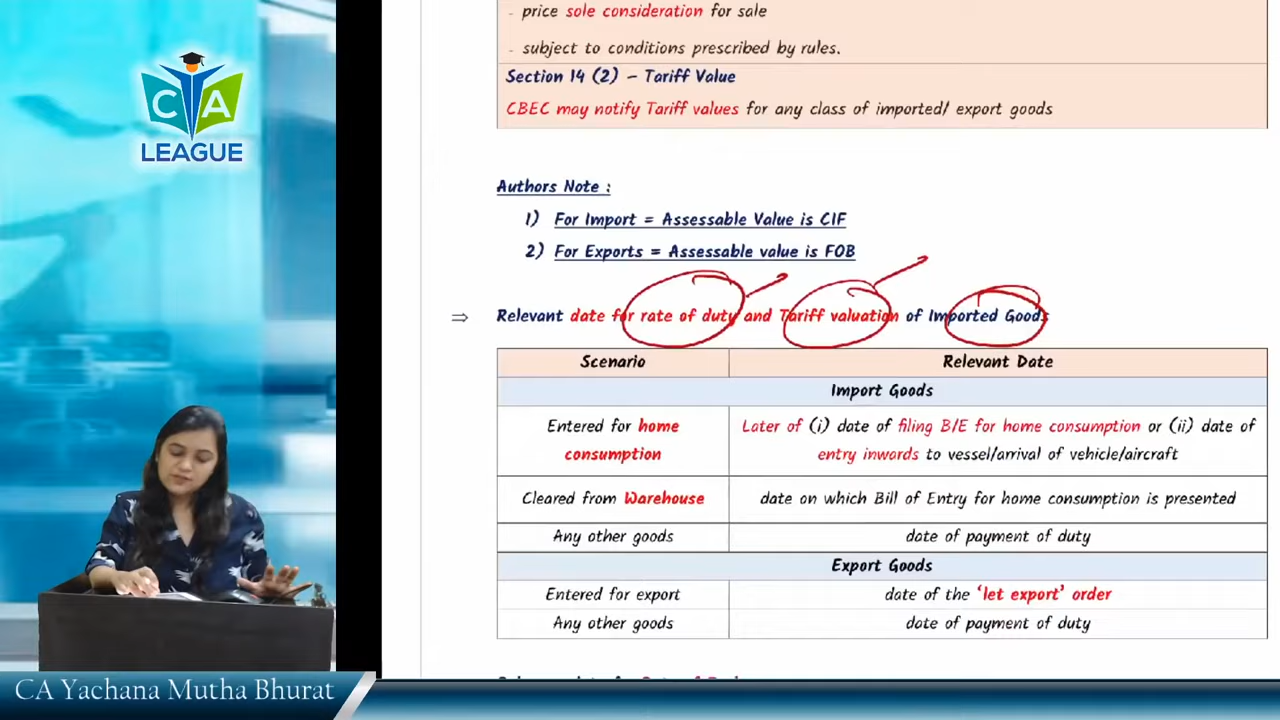 - price sole consideration for sale
- subject to conditions prescribed by rules.
Section 14 (2) – Tariff Value
CBEC may notify Tariff values for any class of imported/ export goods
CA
LEAGUE
Authors Note :
1) For Import = Assessable Value is CIF
2) For Exports = Assessable value is FOB
⇒ Relevant date for rate of duty and Tariff valuation of Imported Goods
Scenario Relevant Date
Import Goods
Entered for home consumption
Later of (i) date of filing B/E for home consumption or (ii) date of
entry inwards to vessel/arrival of vehicle/aircraft
Cleared from Warehouse date on which Bill of Entry for home consumption is presented
Any other goods date of payment of duty
Export Goods
Entered for export date of the ‘let export’ order
Any other goods date of payment of duty
CA Yachana Mutha Bhurat